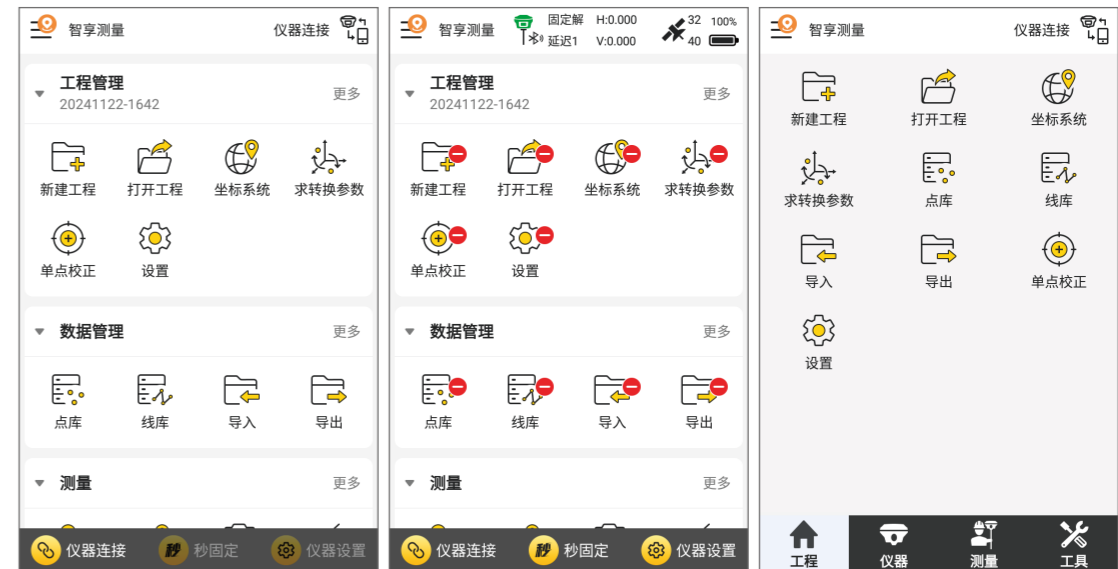 智享测量 仪器连接
工程管理
20241122-1642 更多
新建工程 打开工程 坐标系统 求转换参数
单点校正 设置
数据管理 更多
点库 线库 导入 导出
测量 更多
仪器连接 秒 秒固定 仪器设置
智享测量 固定解 H:0.000 32 100%
延迟1 V:0.000 40
工程管理
20241122-1642 更多
新建工程 打开工程 坐标系统 求转换参数
单点校正 设置
数据管理 更多
点库 线库 导入 导出
测量 更多
仪器连接 秒 秒固定 仪器设置
智享测量 仪器连接
新建工程 打开工程 坐标系统
求转换参数 点库 线库
导入 导出 单点校正
设置
工程 仪器 测量 工具